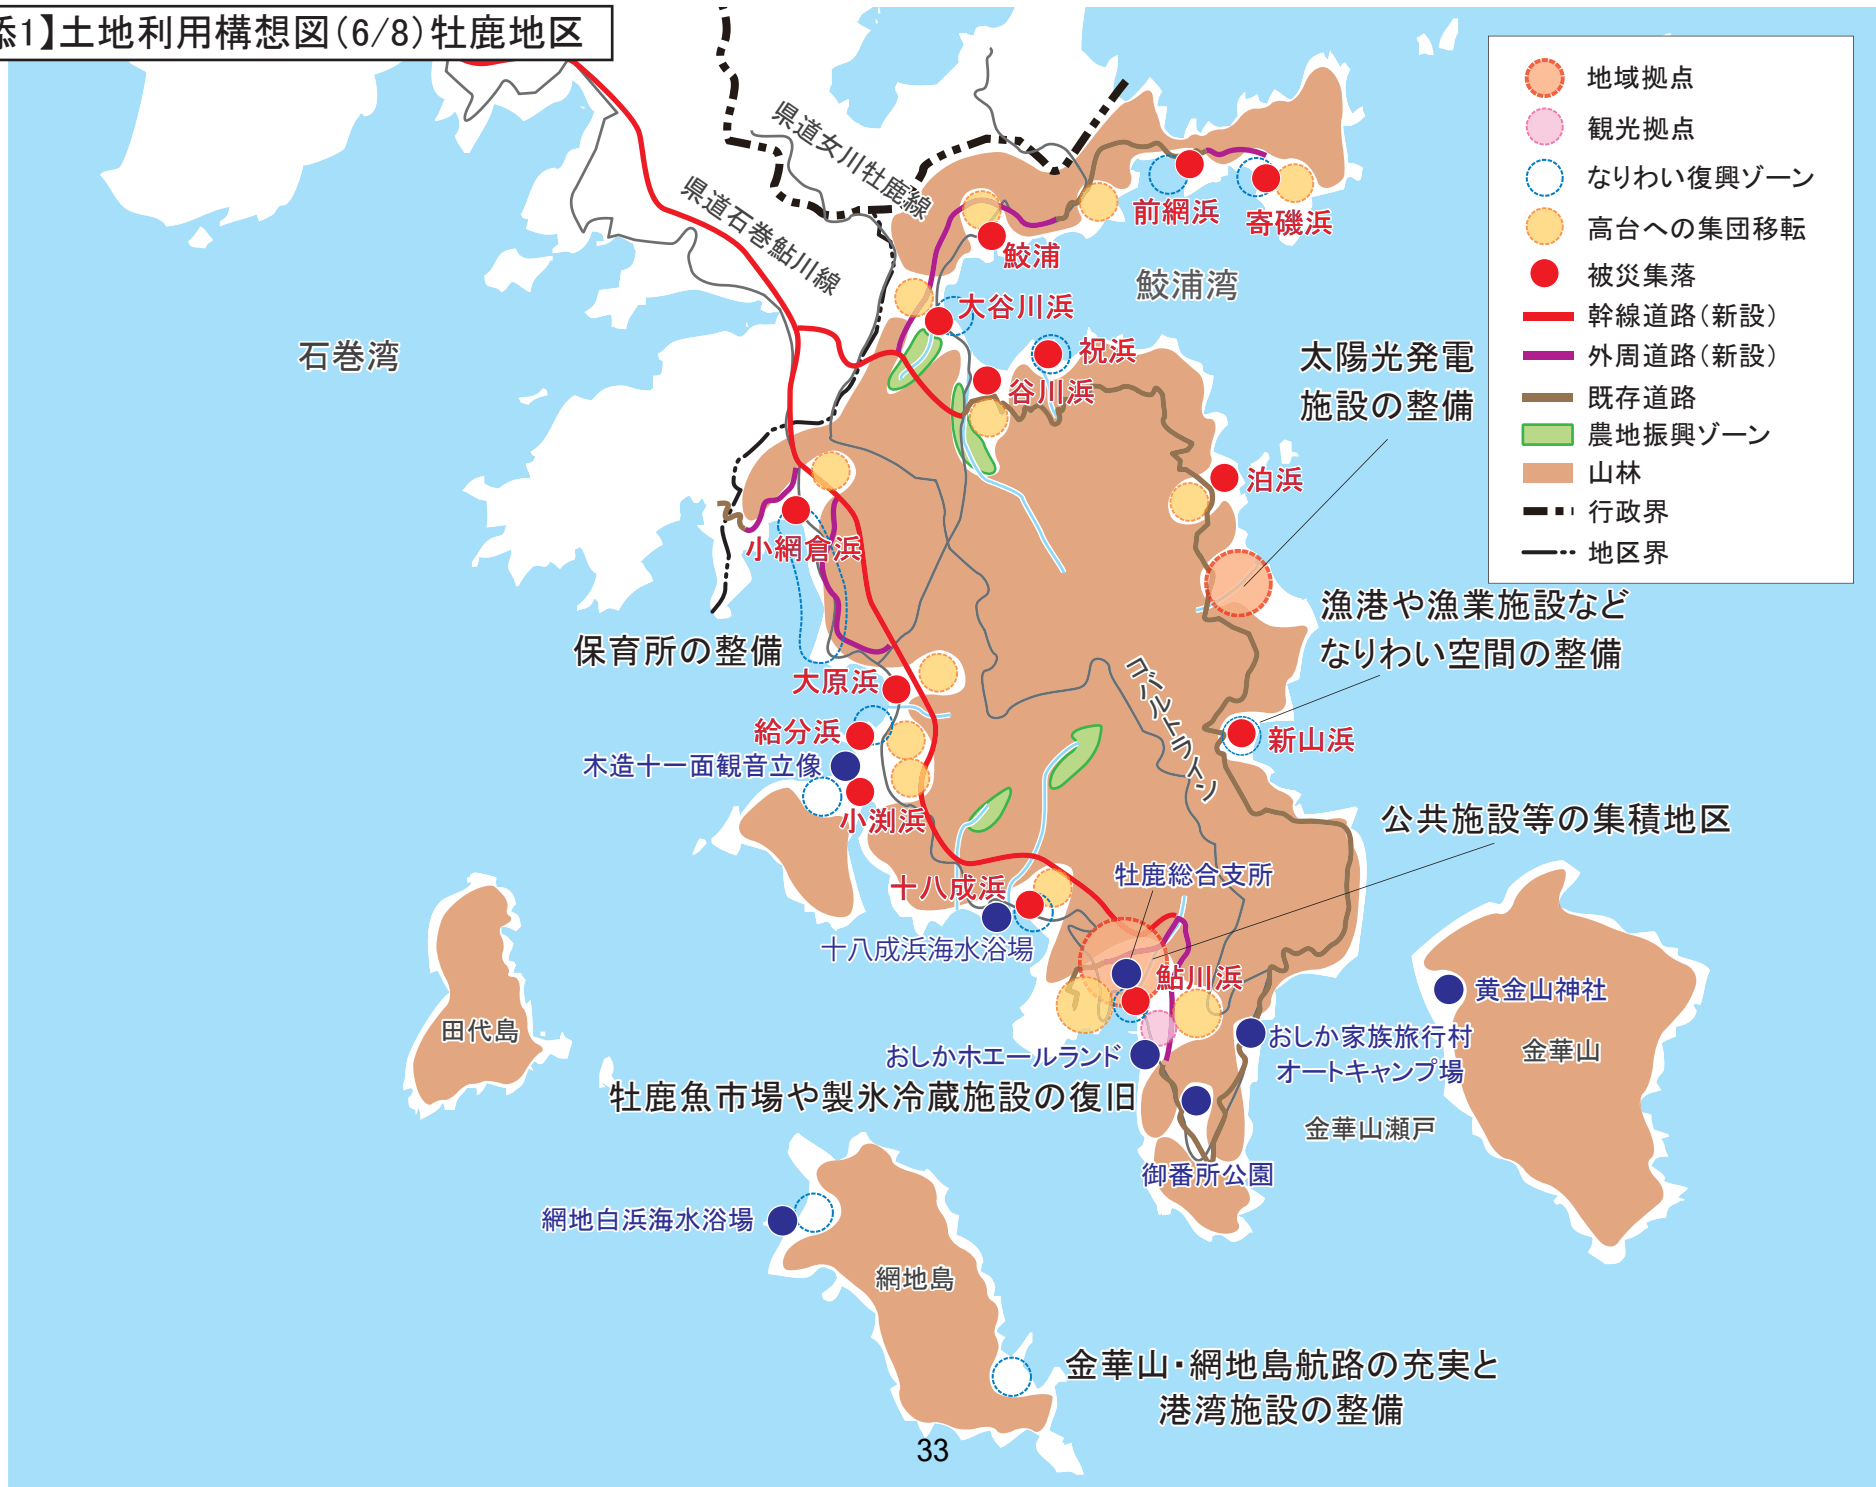 添1】土地利用構想図(6/8)牡鹿地区
地域拠点
観光拠点
なりわい復興ゾーン
高台への集団移転
被災集落
幹線道路(新設)
外周道路(新設)
既存道路
農地振興ゾーン
山林
行政界
地区界
県道女川牡鹿線
県道石巻鮎川線
前網浜
寄磯浜
鮫浦
鮫浦湾
大谷川浜
祝浜
谷川浜
石巻湾
太陽光発電
施設の整備
泊浜
小網倉浜
漁港や漁業施設など
なりわい空間の整備
保育所の整備
大原浜
コバルトライン
給分浜
新山浜
木造十一面観音立像
小渕浜
公共施設等の集積地区
牡鹿総合支所
十八成浜
十八成浜海水浴場
鮎川浜
黄金山神社
田代島
おしか家族旅行村
オートキャンプ場
金華山
おしかホエールランド
牡鹿魚市場や製氷冷蔵施設の復旧
金華山瀬戸
御番所公園
網地白浜海水浴場
網地島
金華山・網地島航路の充実と
港湾施設の整備
33